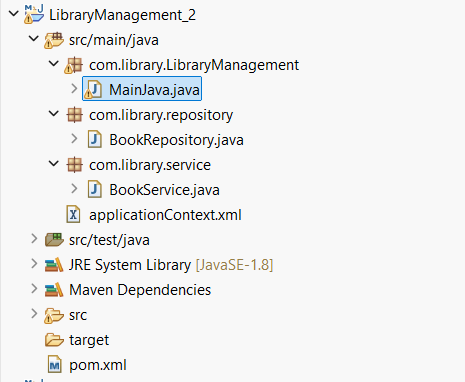 LibraryManagement_2
src/main/java
com.library.LibraryManagement
MainJava.java
com.library.repository
BookRepository.java
com.library.service
BookService.java
applicationContext.xml
src/test/java
JRE System Library [JavaSE-1.8]
Maven Dependencies
src
target
pom.xml